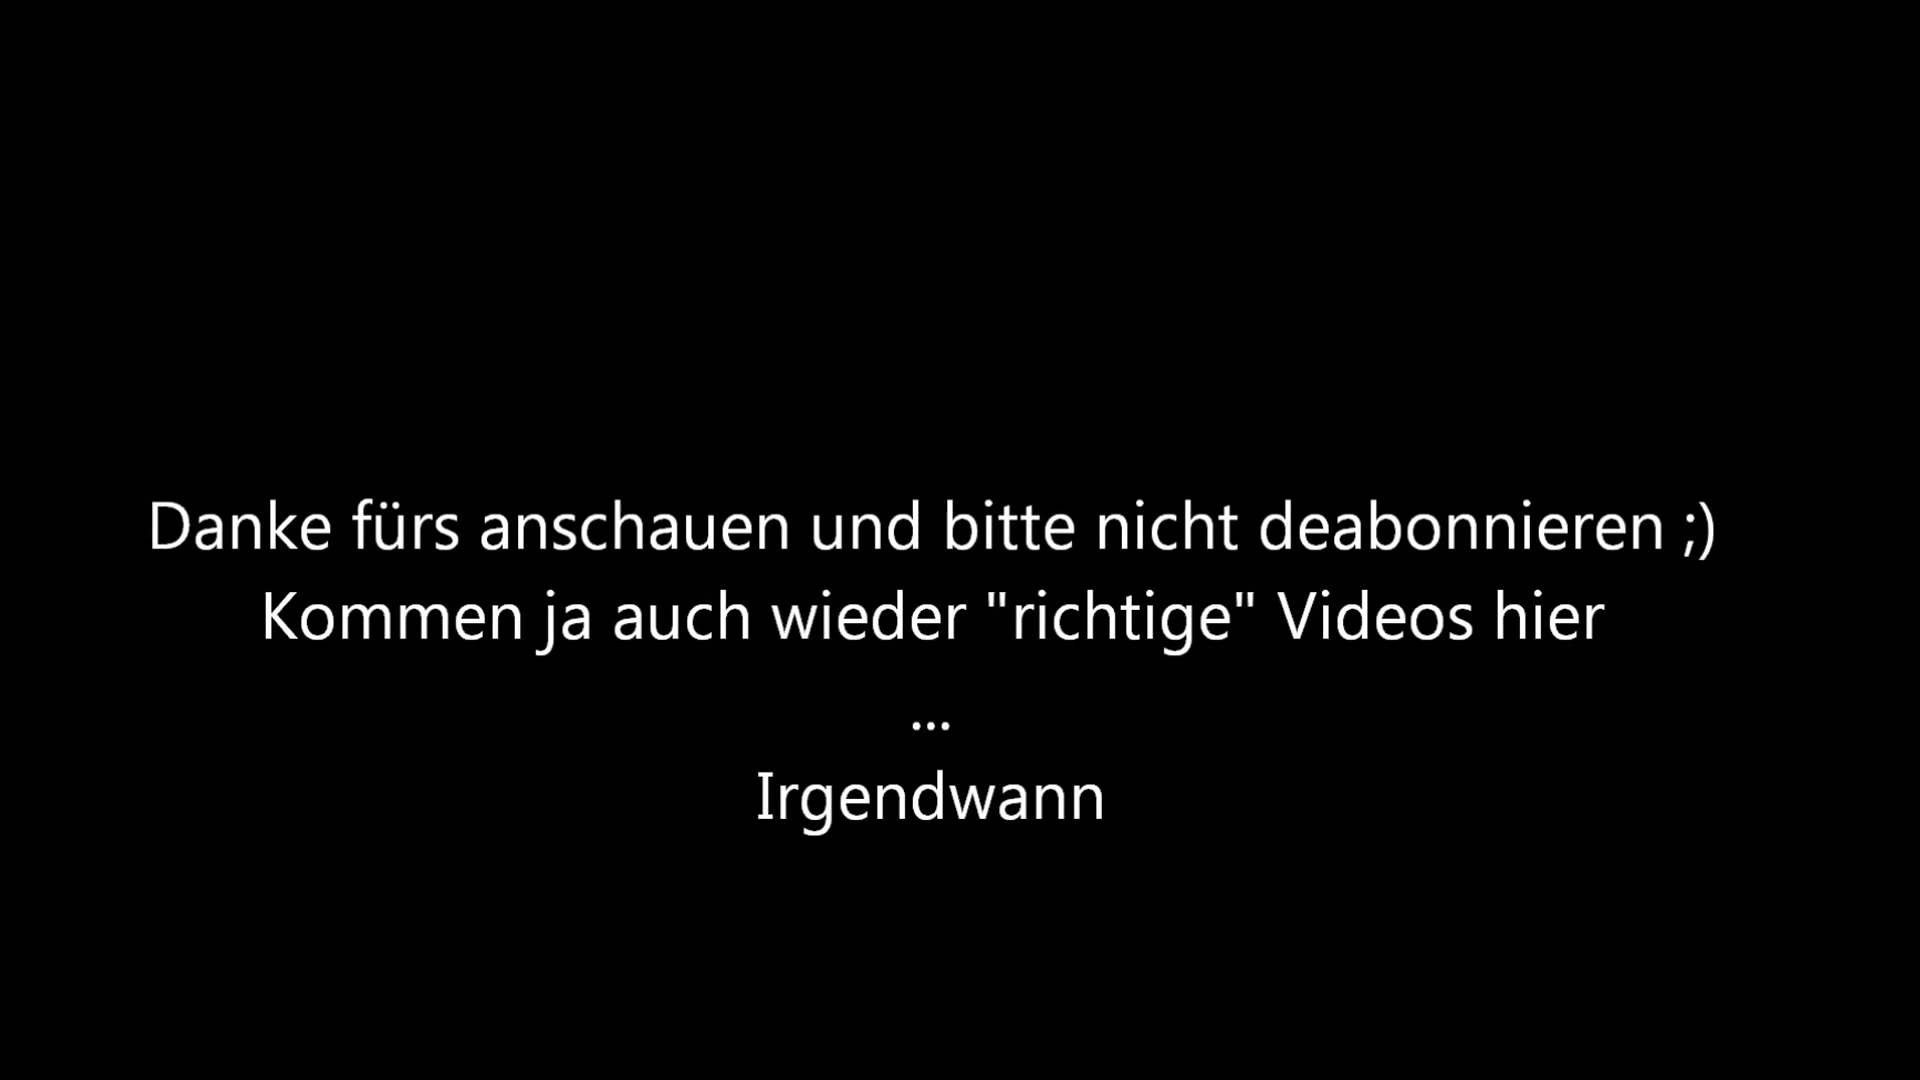 Danke fürs anschauen und bitte nicht deabonnieren ;)
Kommen ja auch wieder "richtige" Videos hier
...
Irgendwann